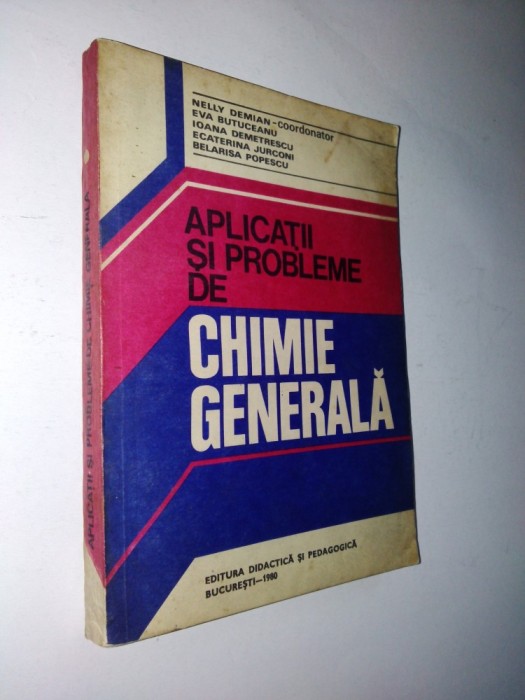 NELLY DEMIAN-coordonator
EVA BUTUCEANU
IOANA DEMETRESCU
ECATERINA JURCONI
BELARISA POPESCU
APLICAȚII
ȘI PROBLEME
DE
CHIMIE
GENERALĂ
EDITURA DIDACTICĂ ȘI PEDAGOGICĂ
BUCUREȘTI-1980
APLICAȚII ȘI PROBLEME DE CHIMIE GENERALĂ